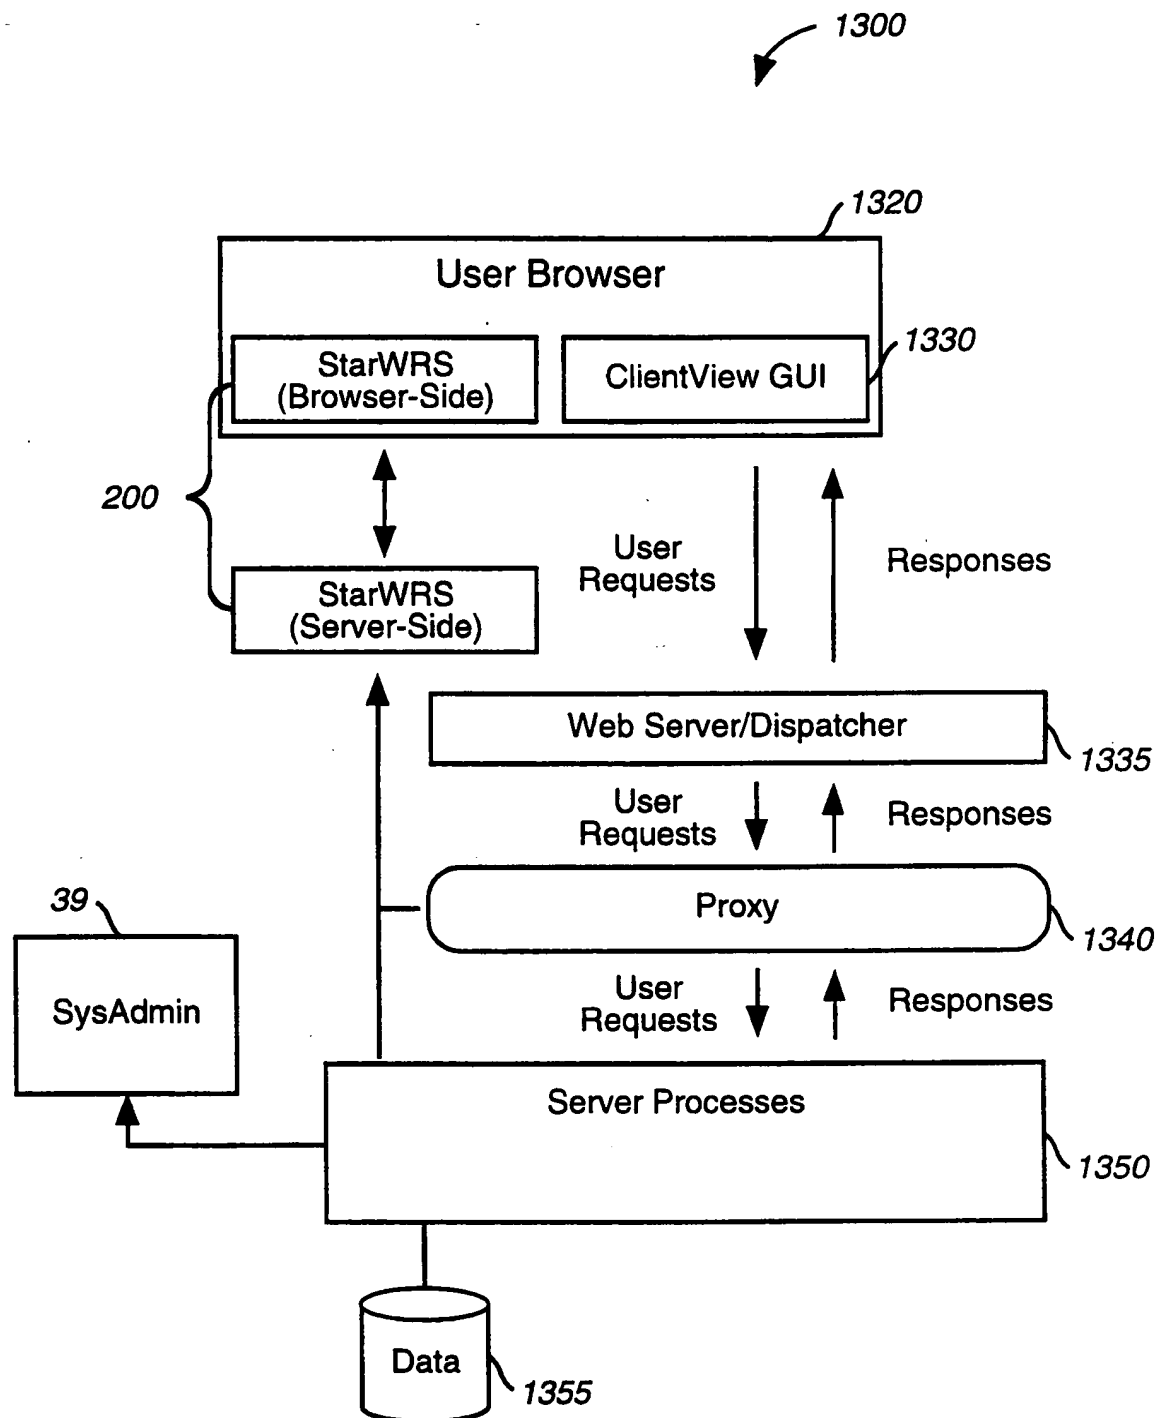 1300
1320
User Browser
1330
StarWRS
(Browser-Side)
ClientView GUI
200
User
Requests
Responses
StarWRS
(Server-Side)
Web Server/Dispatcher
1335
User
Requests
Responses
39
Proxy
1340
SysAdmin
User
Requests
Responses
Server Processes
1350
Data
1355